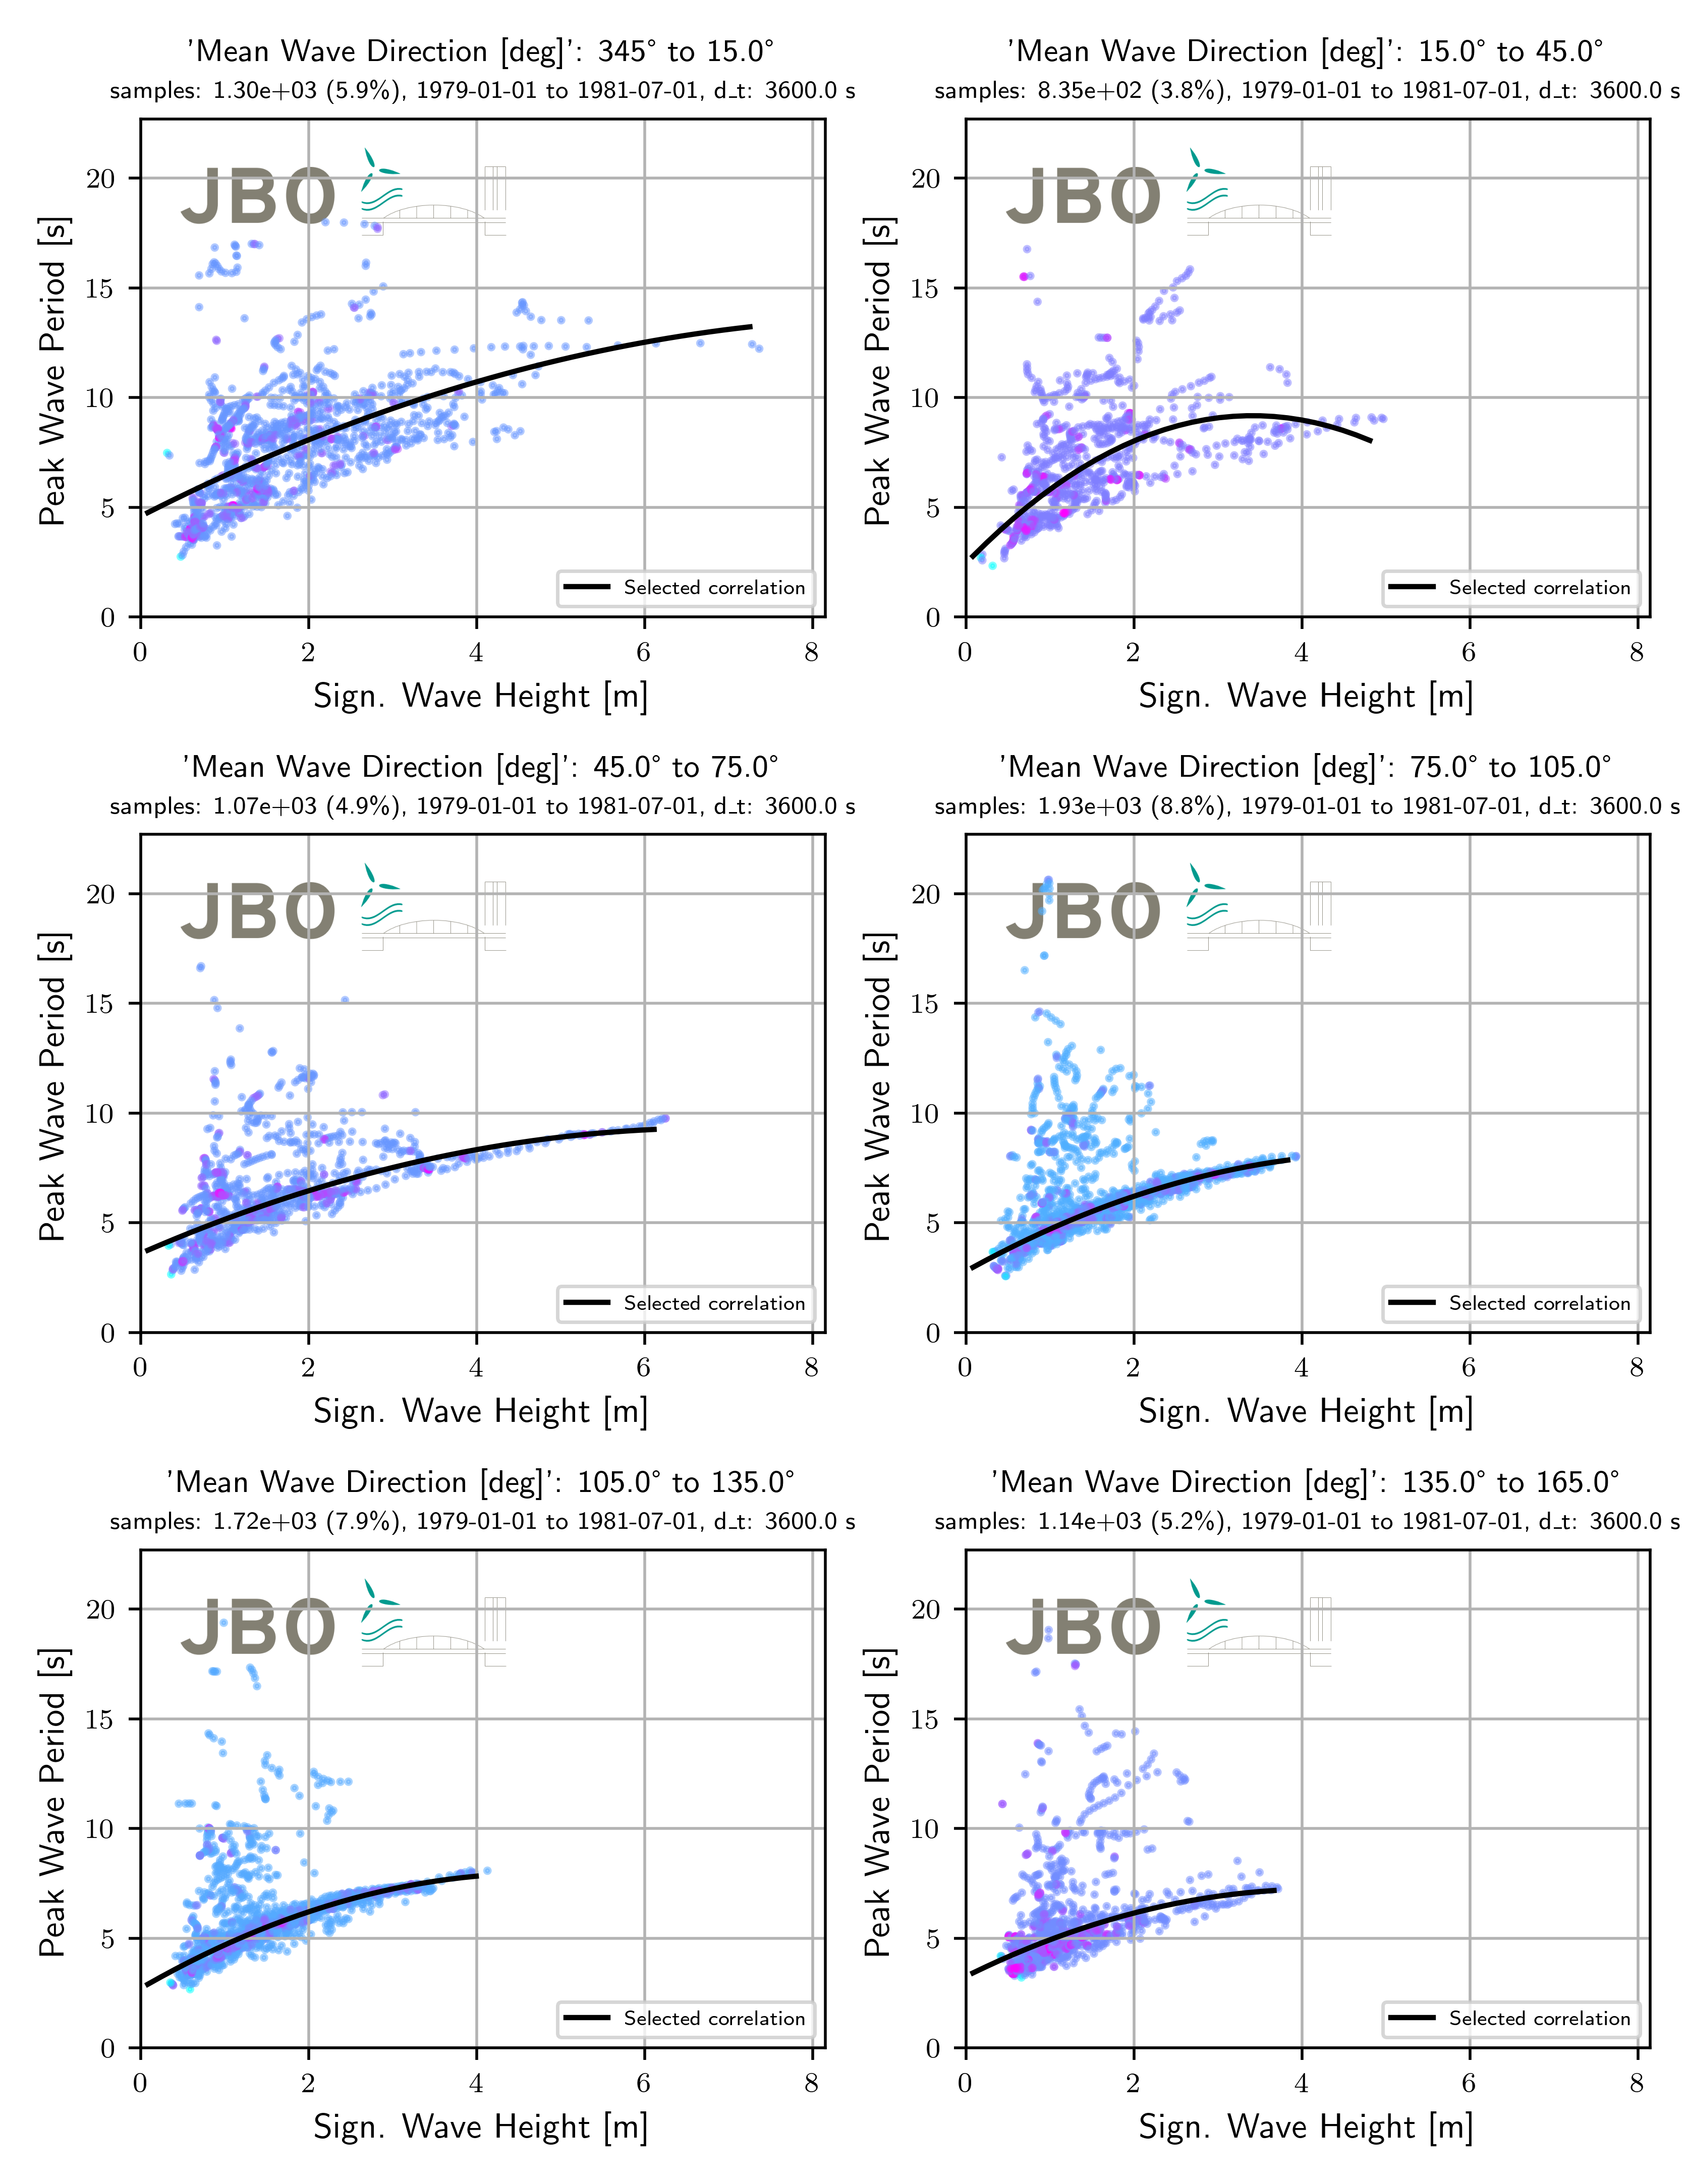 'Mean Wave Direction [deg]': 345° to 15.0°
samples: 1.30e+03 (5.9%), 1979-01-01 to 1981-07-01, d_t: 3600.0 s
JBO
Peak Wave Period [s]
20
15
10
5
0
Selected correlation
0 2 4 6 8
Sign. Wave Height [m]
'Mean Wave Direction [deg]': 15.0° to 45.0°
samples: 8.35e+02 (3.8%), 1979-01-01 to 1981-07-01, d_t: 3600.0 s
JBO
Peak Wave Period [s]
20
15
10
5
0
Selected correlation
0 2 4 6 8
Sign. Wave Height [m]
'Mean Wave Direction [deg]': 45.0° to 75.0°
samples: 1.07e+03 (4.9%), 1979-01-01 to 1981-07-01, d_t: 3600.0 s
JBO
Peak Wave Period [s]
20
15
10
5
0
Selected correlation
0 2 4 6 8
Sign. Wave Height [m]
'Mean Wave Direction [deg]': 75.0° to 105.0°
samples: 1.93e+03 (8.8%), 1979-01-01 to 1981-07-01, d_t: 3600.0 s
JBO
Peak Wave Period [s]
20
15
10
5
0
Selected correlation
0 2 4 6 8
Sign. Wave Height [m]
'Mean Wave Direction [deg]': 105.0° to 135.0°
samples: 1.72e+03 (7.9%), 1979-01-01 to 1981-07-01, d_t: 3600.0 s
JBO
Peak Wave Period [s]
20
15
10
5
0
Selected correlation
0 2 4 6 8
Sign. Wave Height [m]
'Mean Wave Direction [deg]': 135.0° to 165.0°
samples: 1.14e+03 (5.2%), 1979-01-01 to 1981-07-01, d_t: 3600.0 s
JBO
Peak Wave Period [s]
20
15
10
5
0
Selected correlation
0 2 4 6 8
Sign. Wave Height [m]